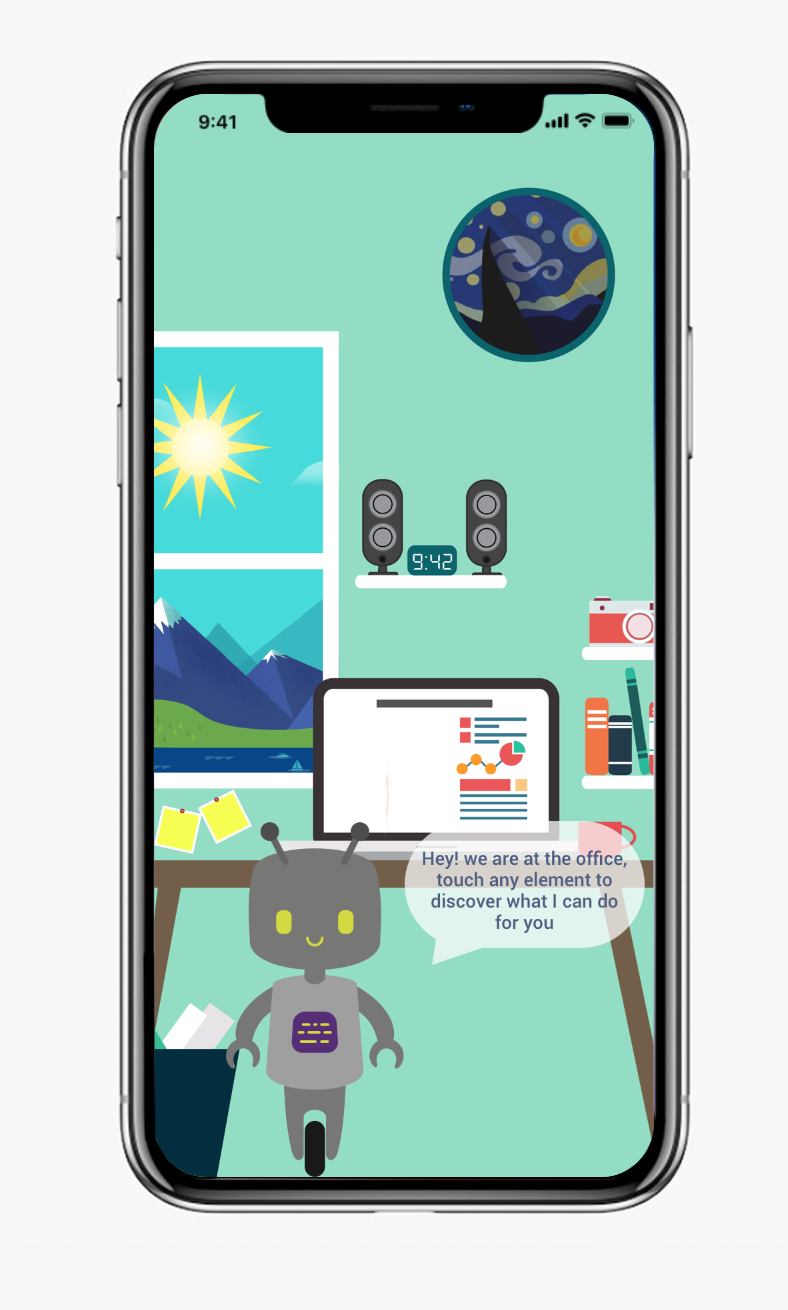 9:41
9:42
Hey! we are at the office,
touch any element to
discover what I can do
for you